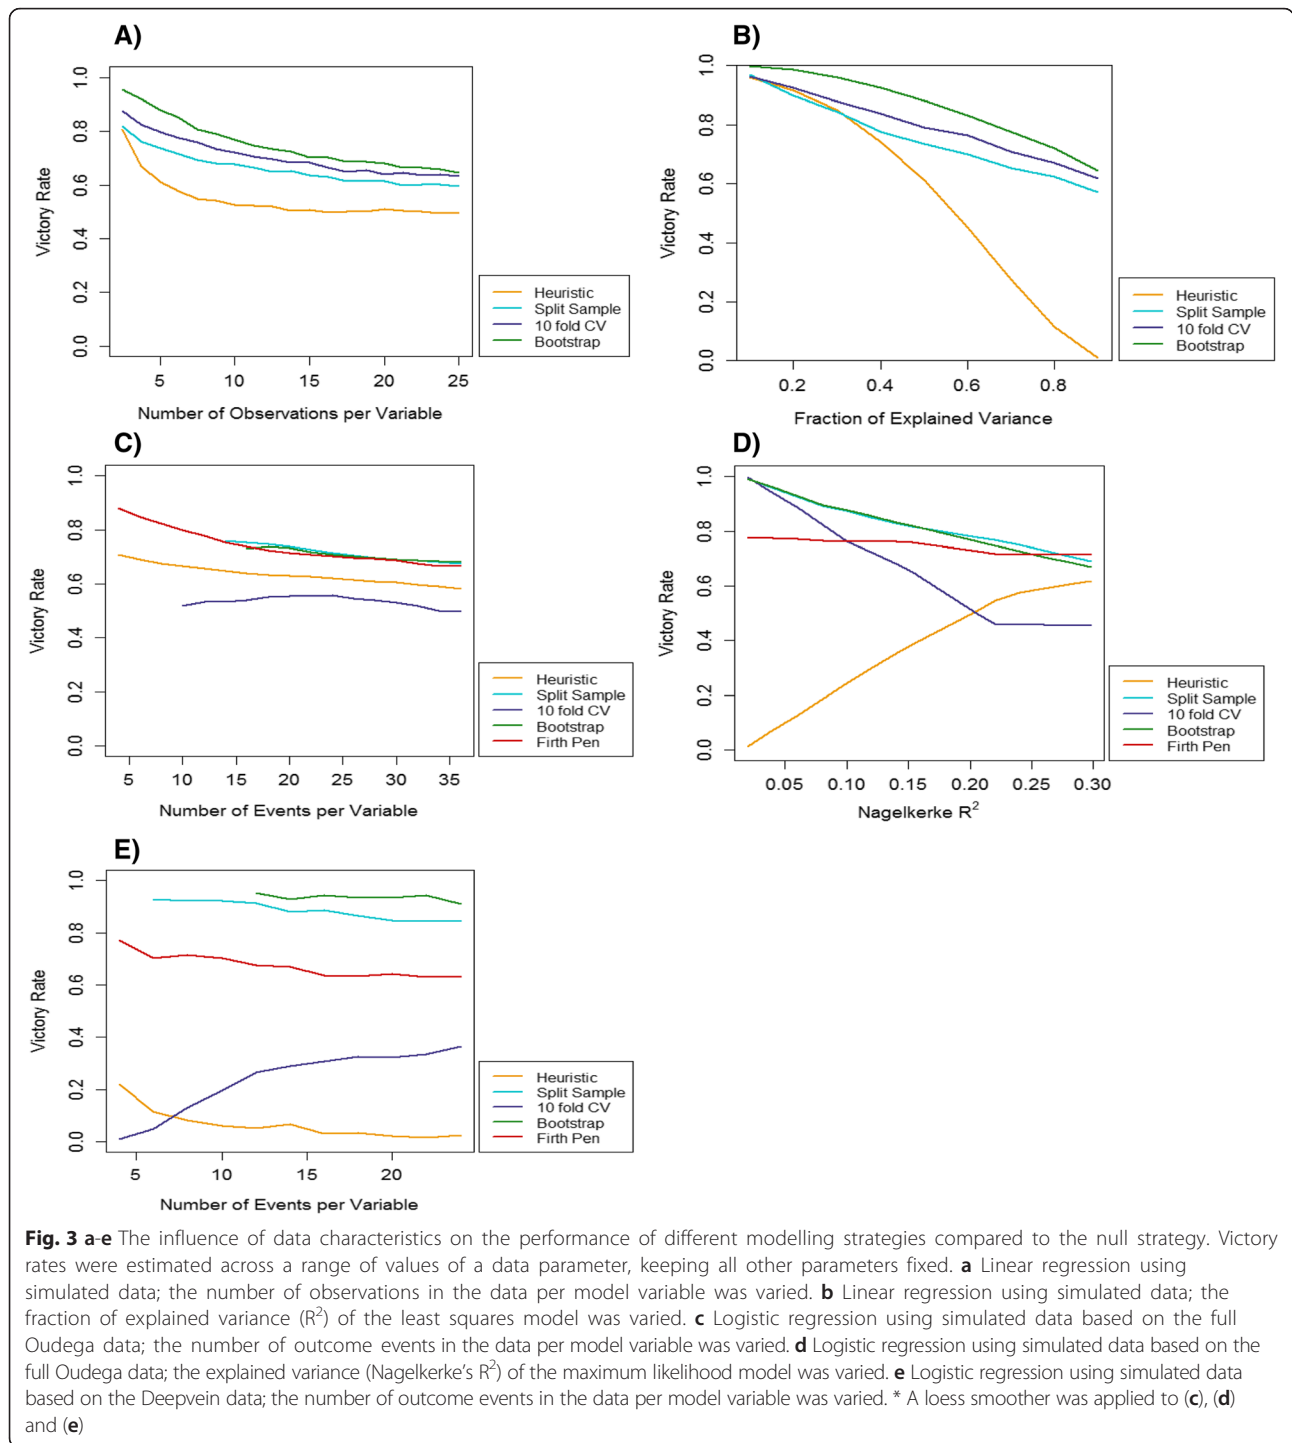 A)
Victory Rate
1.0
0.8
0.6
0.4
0.2
0.0
5 10 15 20 25
Number of Observations per Variable
Heuristic
Split Sample
10 fold CV
Bootstrap
B)
Victory Rate
1.0
0.8
0.6
0.4
0.2
0.0
0.2 0.4 0.6 0.8
Fraction of Explained Variance
Heuristic
Split Sample
10 fold CV
Bootstrap
C)
Victory Rate
1.0
0.8
0.6
0.4
0.2
0.0
5 10 15 20 25 30 35
Number of Events per Variable
Heuristic
Split Sample
10 fold CV
Bootstrap
Firth Pen
D)
Victory Rate
1.0
0.8
0.6
0.4
0.2
0.0
0.05 0.10 0.15 0.20 0.25 0.30
Nagelkerke R²
Heuristic
Split Sample
10 fold CV
Bootstrap
Firth Pen
E)
Victory Rate
1.0
0.8
0.6
0.4
0.2
0.0
5 10 15 20
Number of Events per Variable
Heuristic
Split Sample
10 fold CV
Bootstrap
Firth Pen
Fig. 3 a-e The influence of data characteristics on the performance of different modelling strategies compared to the null strategy. Victory
rates were estimated across a range of values of a data parameter, keeping all other parameters fixed. a Linear regression using
simulated data; the number of observations in the data per model variable was varied. b Linear regression using simulated data; the
fraction of explained variance (R²) of the least squares model was varied. c Logistic regression using simulated data based on the full
Oudega data; the number of outcome events in the data per model variable was varied. d Logistic regression using simulated data based on the
full Oudega data; the explained variance (Nagelkerke's R²) of the maximum likelihood model was varied. e Logistic regression using simulated data
based on the Deepvein data; the number of outcome events in the data per model variable was varied. * A loess smoother was applied to (c), (d)
and (e)